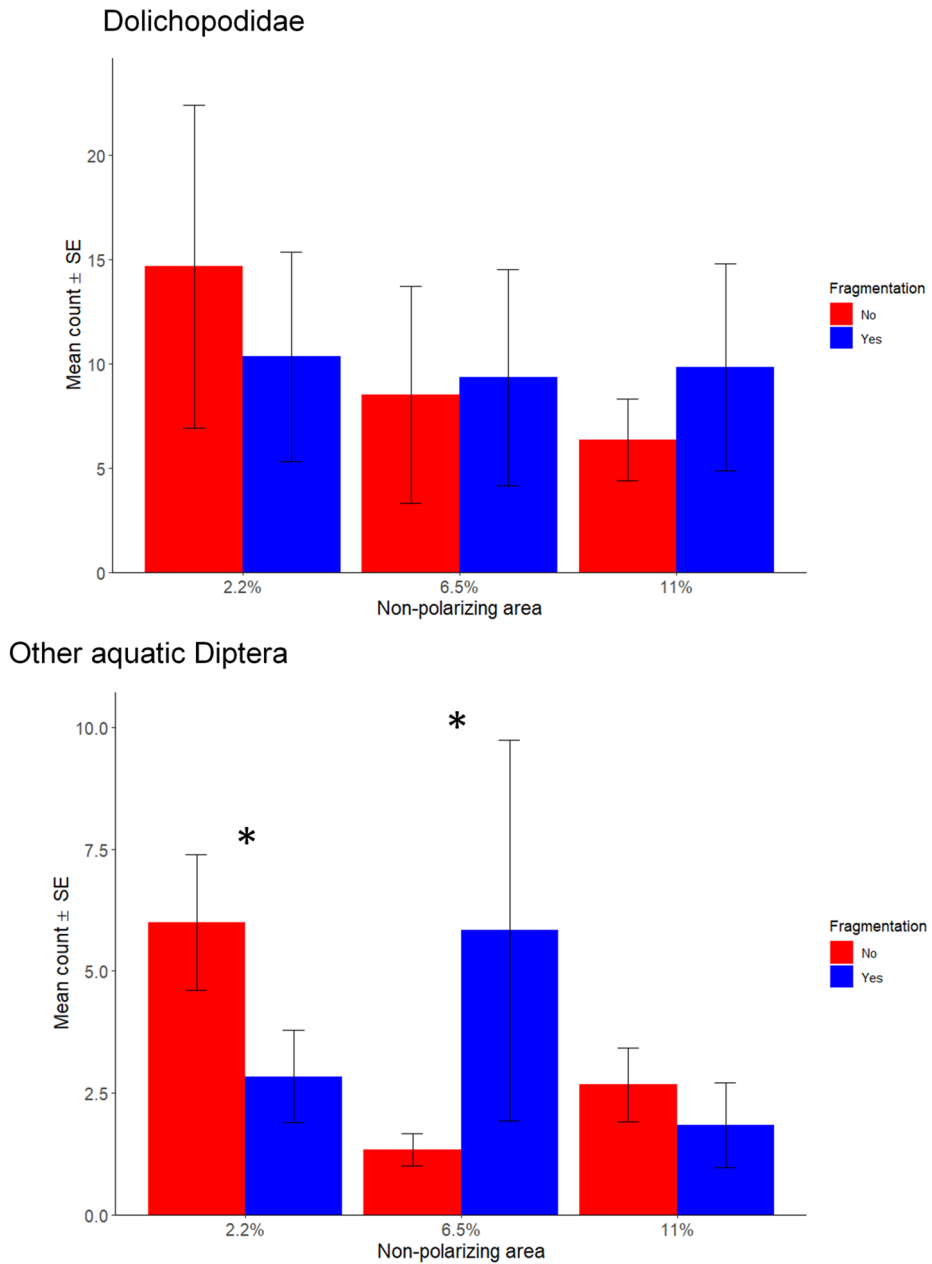 Dolichopodidae
20
15
10
5
0
Mean count ± SE
2.2% 6.5% 11%
Non-polarizing area
Fragmentation
No
Yes
Other aquatic Diptera
10.0
7.5
5.0
2.5
0.0
Mean count ± SE
*
*
2.2% 6.5% 11%
Non-polarizing area
Fragmentation
No
Yes